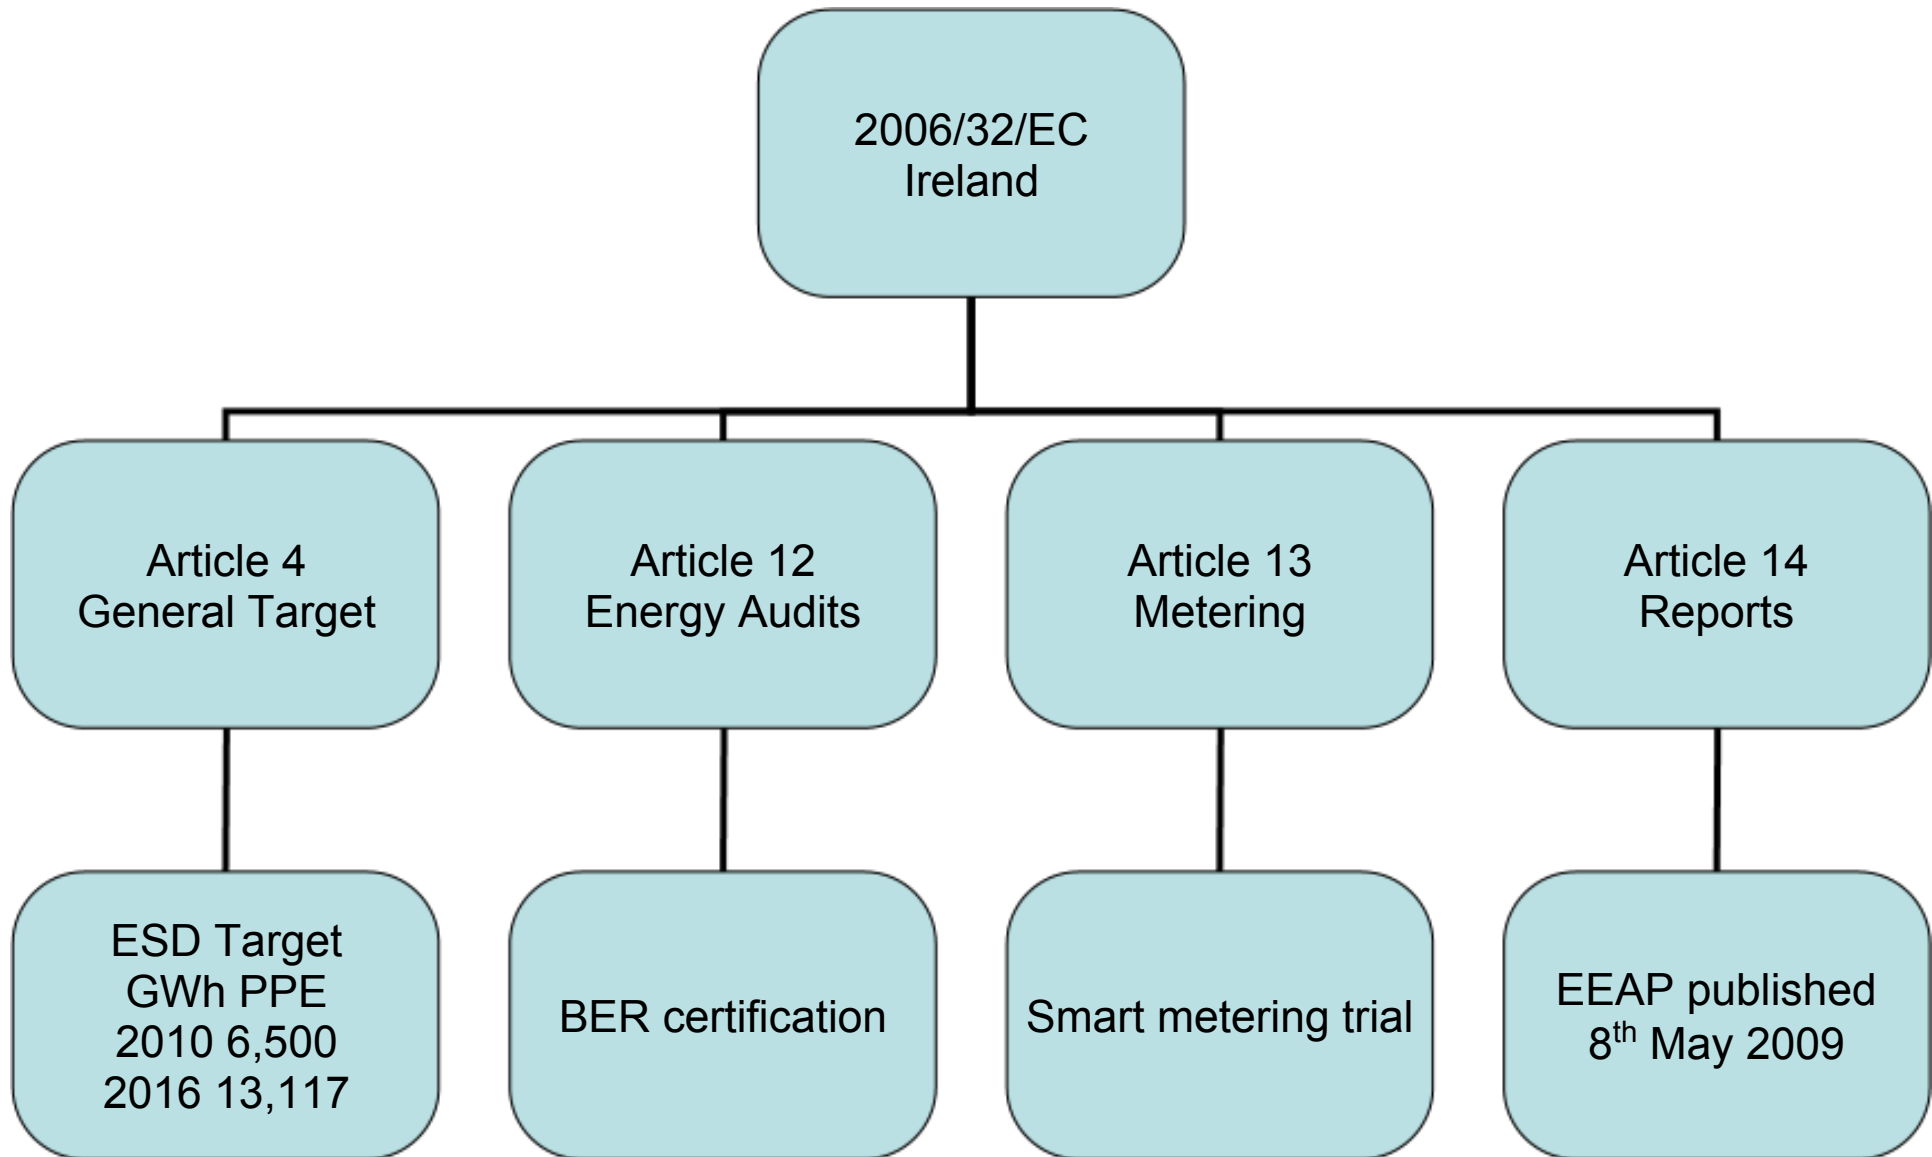 2006/32/EC
Ireland
Article 4
General Target
Article 12
Energy Audits
Article 13
Metering
Article 14
Reports
ESD Target
GWh PPE
2010 6,500
2016 13,117
BER certification
Smart metering trial
EEAP published
8th May 2009